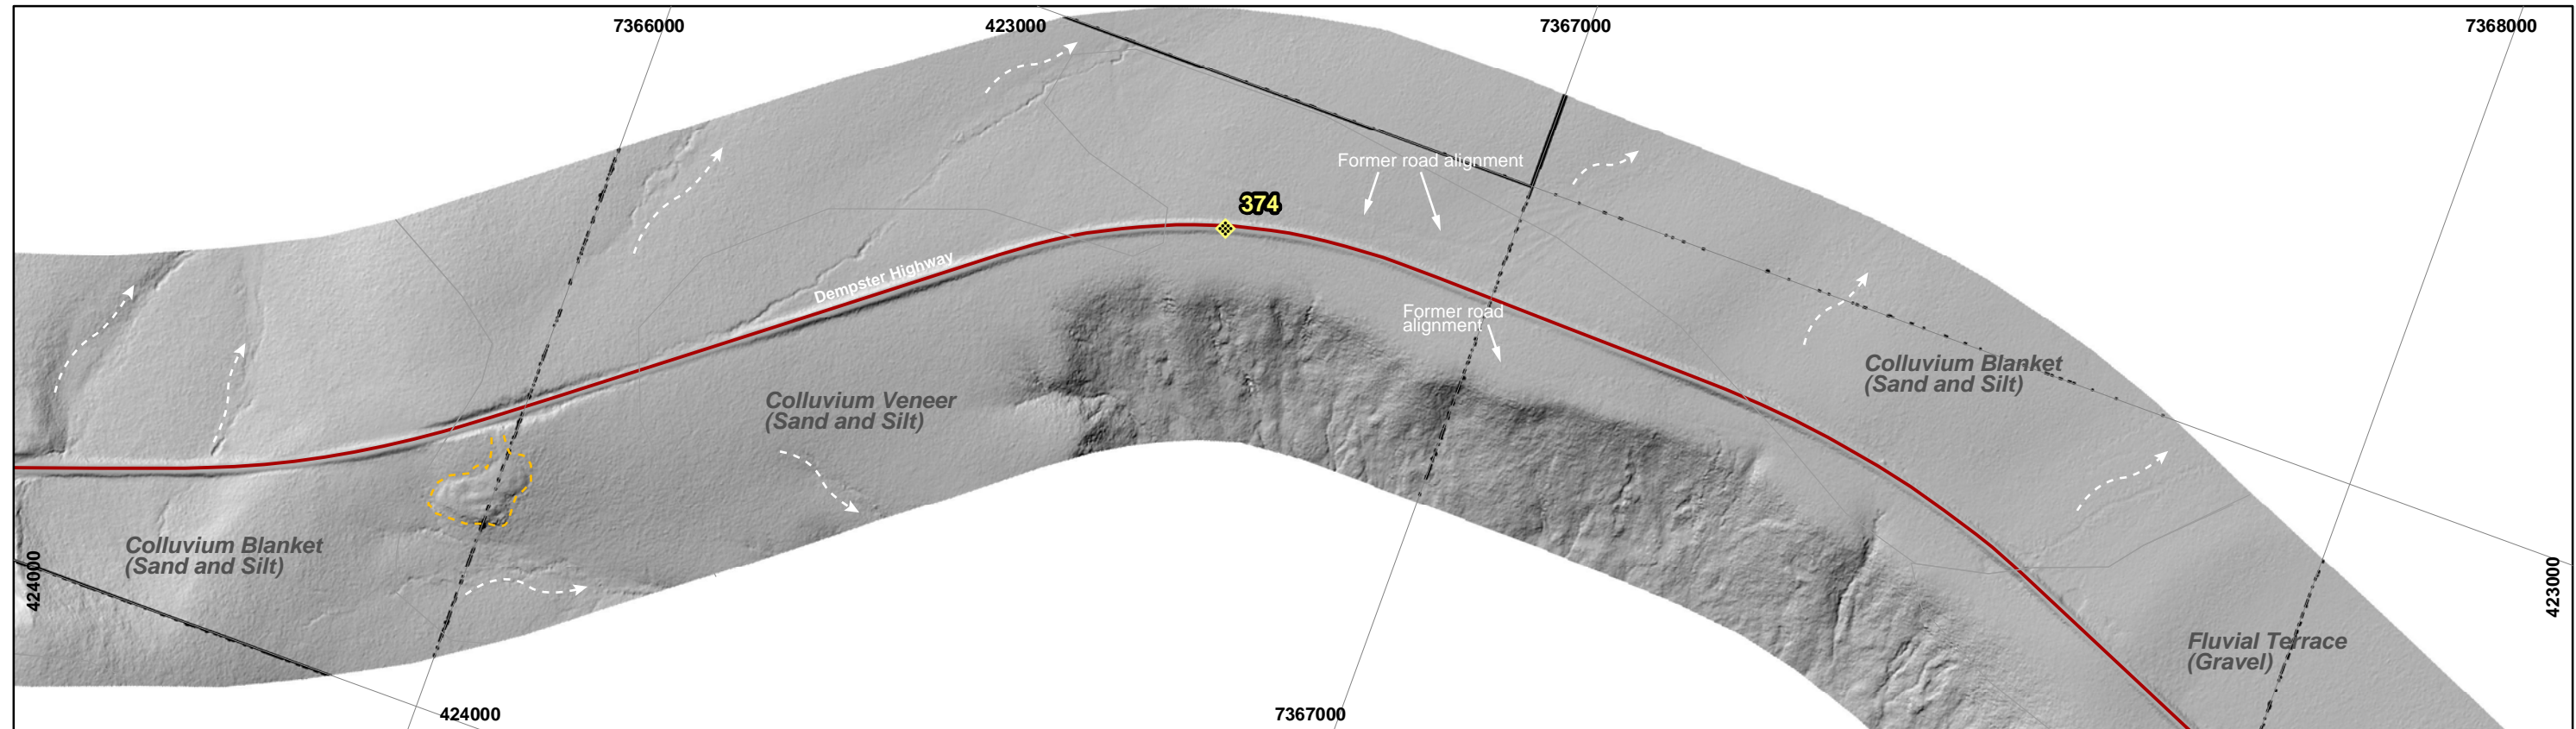 7366000
423000
7367000
7368000
Former road alignment
374
Dempster Highway
Former road
alignment
Colluvium Blanket
(Sand and Silt)
Colluvium Veneer
(Sand and Silt)
Colluvium Blanket
(Sand and Silt)
424000
423000
Fluvial Terrace
(Gravel)
424000
7367000